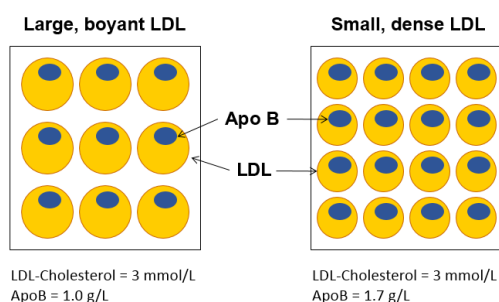 Large, boyant LDL
Small, dense LDL
Apo B
LDL
LDL-Cholesterol = 3 mmol/L
ApoB = 1.0 g/L
LDL-Cholesterol = 3 mmol/L
ApoB = 1.7 g/L